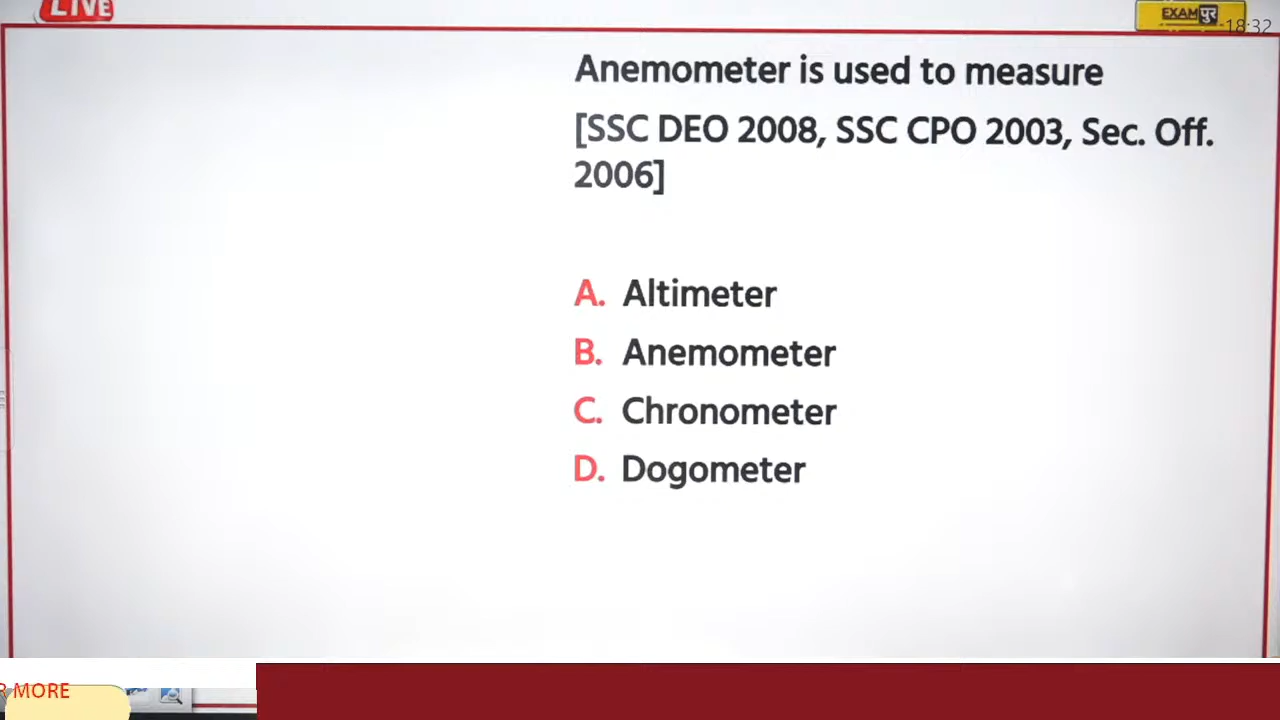 LIVE
EXAM पुर
18:32
Anemometer is used to measure
[SSC DEO 2008, SSC CPO 2003, Sec. Off.
2006]
A. Altimeter
B. Anemometer
C. Chronometer
D. Dogometer
R MORE